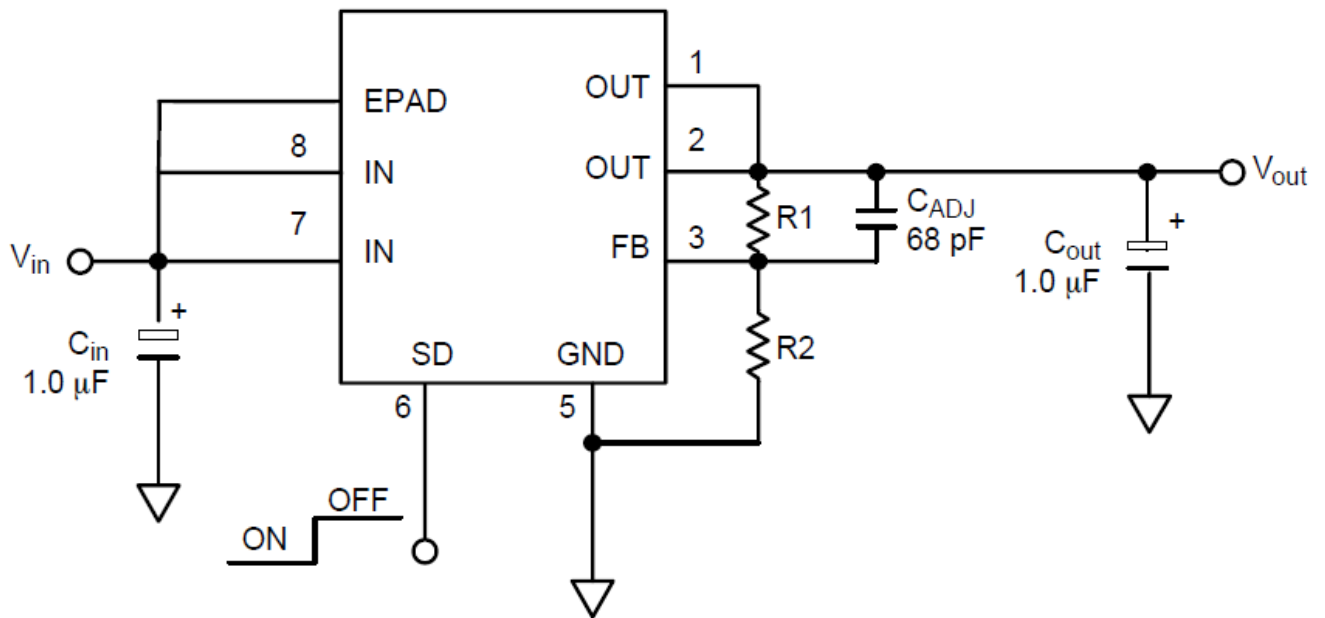 EPAD
8
IN
7
IN
V_in
+
C_in
1.0 μF
SD
6
GND
5
ON
OFF
1
OUT
2
OUT
3
FB
R1
C_ADJ
68 pF
R2
+
C_out
1.0 μF
V_out